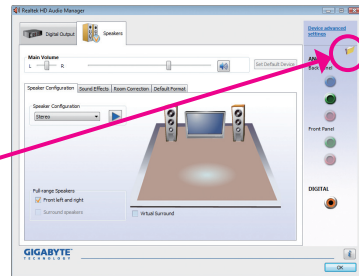 Realtek HD Audio Manager
Digital Output
Speakers
Device advanced
settings
Main Volume
L
R
Set Default Device
AN
Back Panel
Speaker Configuration
Sound Effects
Room Correction
Default Format
Speaker Configuration
Stereo
Front Panel
Full-range Speakers
Front left and right
Surround speakers
Virtual Surround
DIGITAL
GIGABYTE
TECHNOLOGY
OK